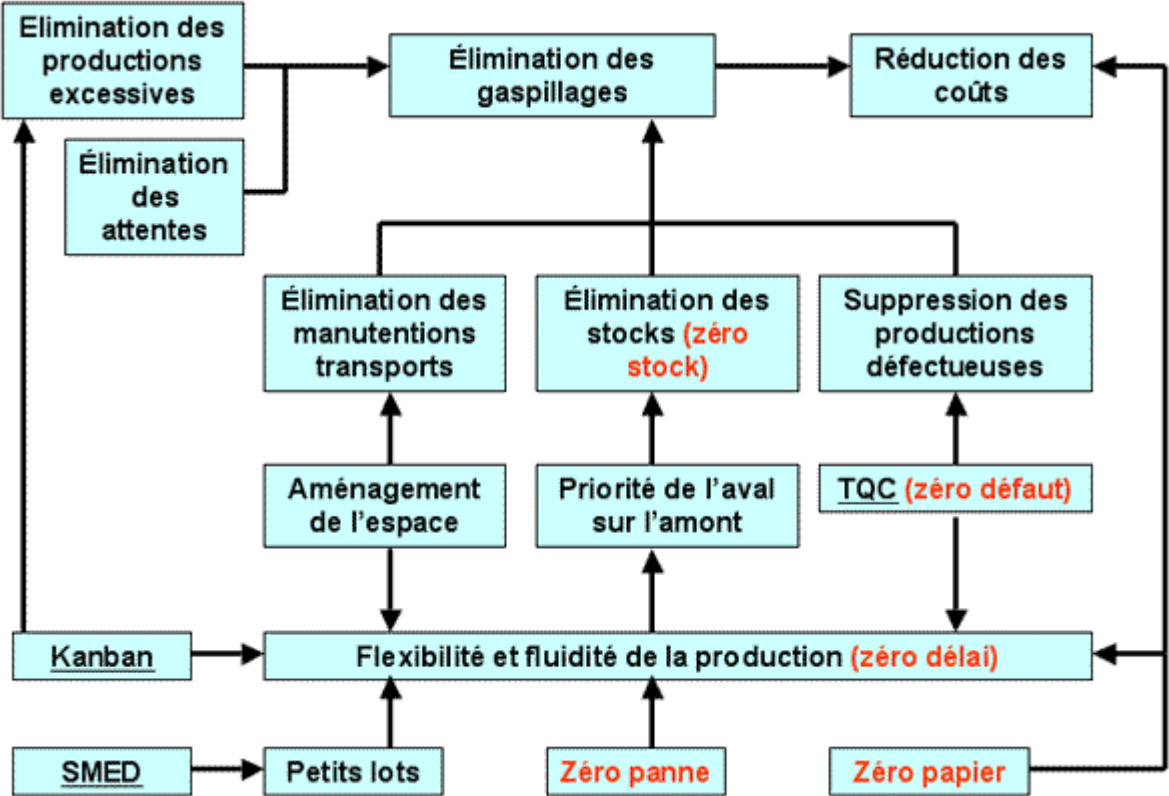 Elimination des
productions
excessives
Élimination des
gaspillages
Réduction des
coûts
Élimination
des
attentes
Élimination des
manutentions
transports
Élimination des
stocks (zéro
stock)
Suppression des
productions
défectueuses
Aménagement
de l’espace
Priorité de l’aval
sur l’amont
TQC (zéro défaut)
Kanban
Flexibilité et fluidité de la production (zéro délai)
SMED
Petits lots
Zéro panne
Zéro papier